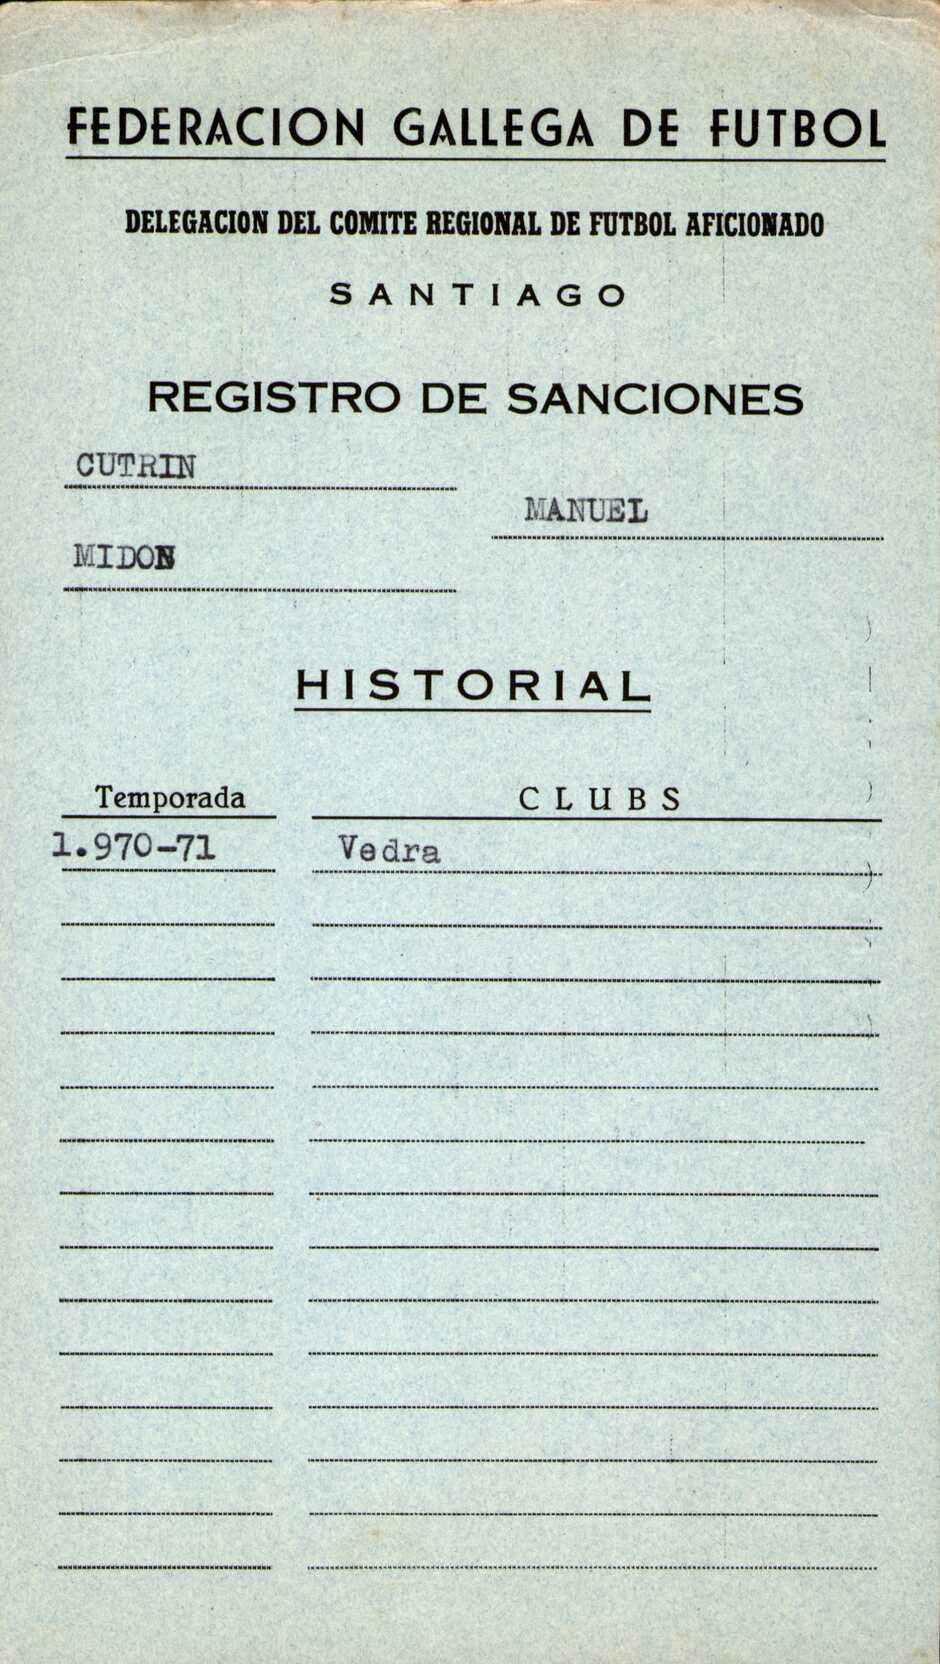 FEDERACION GALLEGA DE FUTBOL
DELEGACION DEL COMITE REGIONAL DE FUTBOL AFICIONADO
SANTIAGO
REGISTRO DE SANCIONES
CUTRIN
MANUEL
MIDON
HISTORIAL
Temporada CLUBS
1.970-71 Vedra